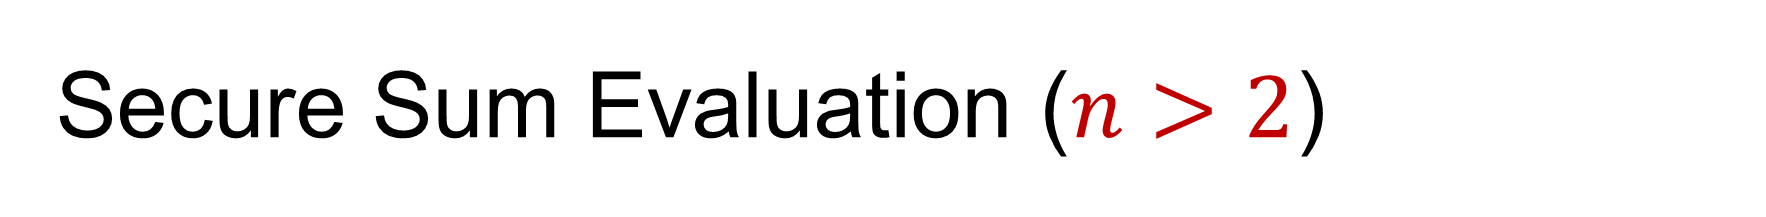 Secure Sum Evaluation (n > 2)